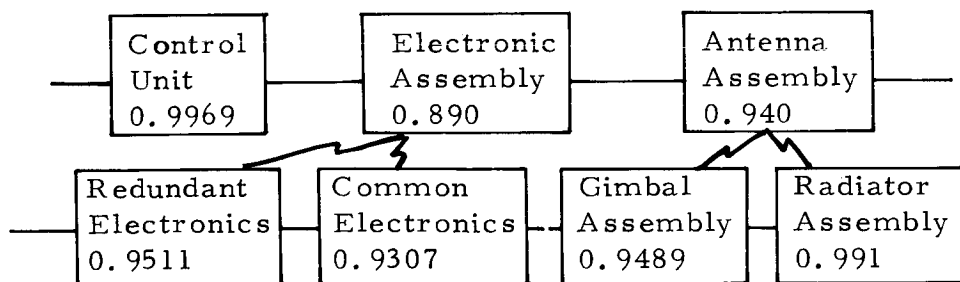 Control
Unit
0.9969
Electronic
Assembly
0.890
Antenna
Assembly
0.940
Redundant
Electronics
0.9511
Common
Electronics
0.9307
Gimbal
Assembly
0.9489
Radiator
Assembly
0.991